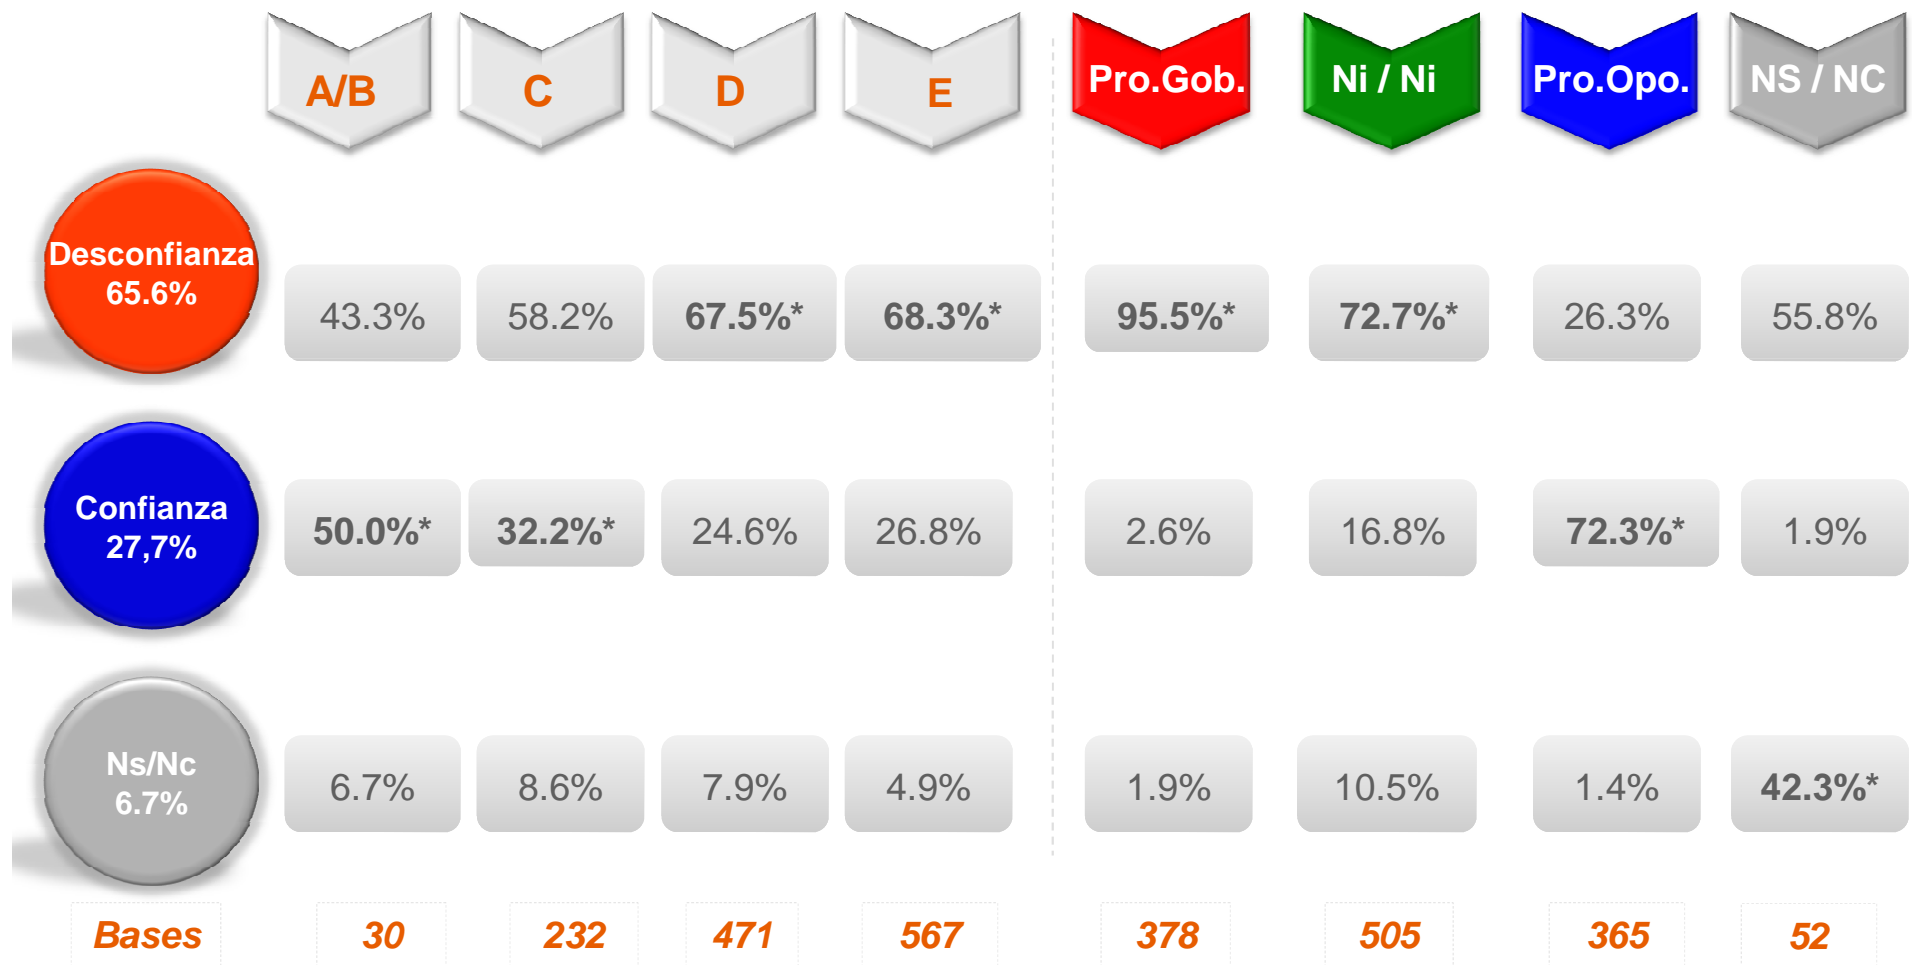 A/B C D E Pro.Gob. Ni / Ni Pro.Opo. NS / NC
Desconfianza
65.6%
43.3% 58.2% 67.5%* 68.3%* 95.5%* 72.7%* 26.3% 55.8%
Confianza
27,7%
50.0%* 32.2%* 24.6% 26.8% 2.6% 16.8% 72.3%* 1.9%
Ns/Nc
6.7%
6.7% 8.6% 7.9% 4.9% 1.9% 10.5% 1.4% 42.3%*
Bases 30 232 471 567 378 505 365 52